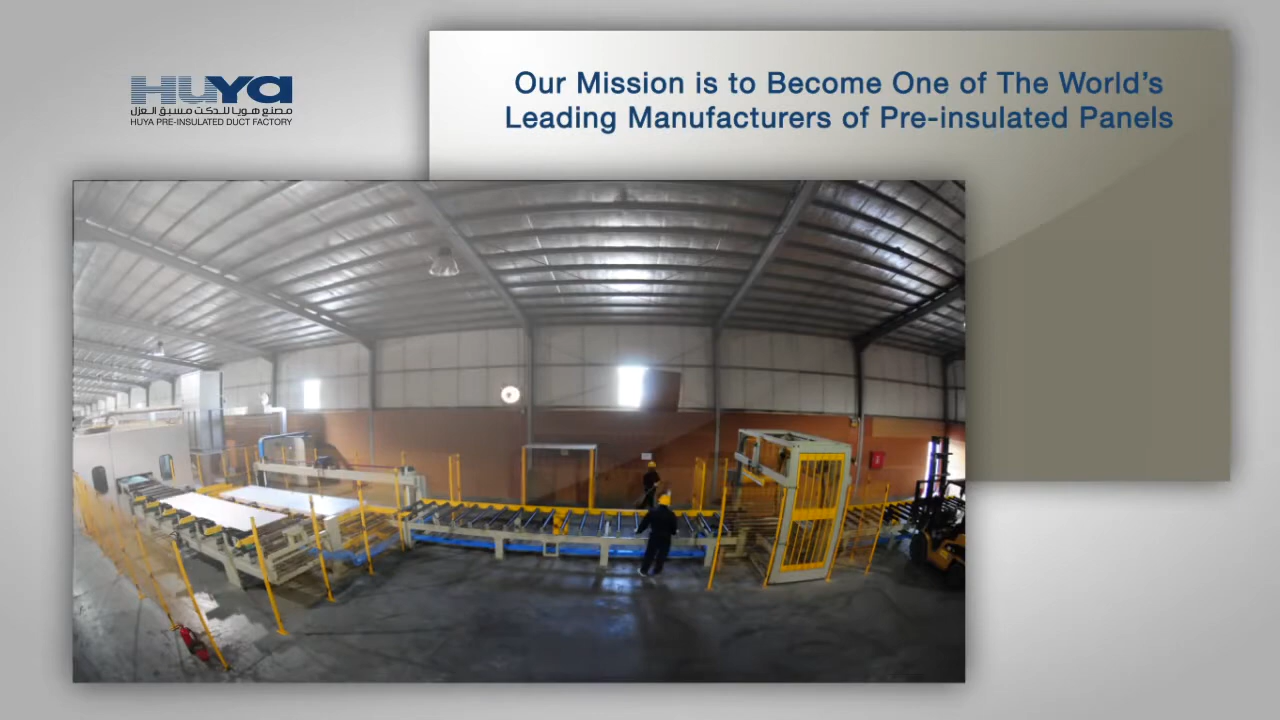 HUYA
مصنع هويا للدكت مسبق العزل
HUYA PRE-INSULATED DUCT FACTORY
Our Mission is to Become One of The World's
Leading Manufacturers of Pre-insulated Panels